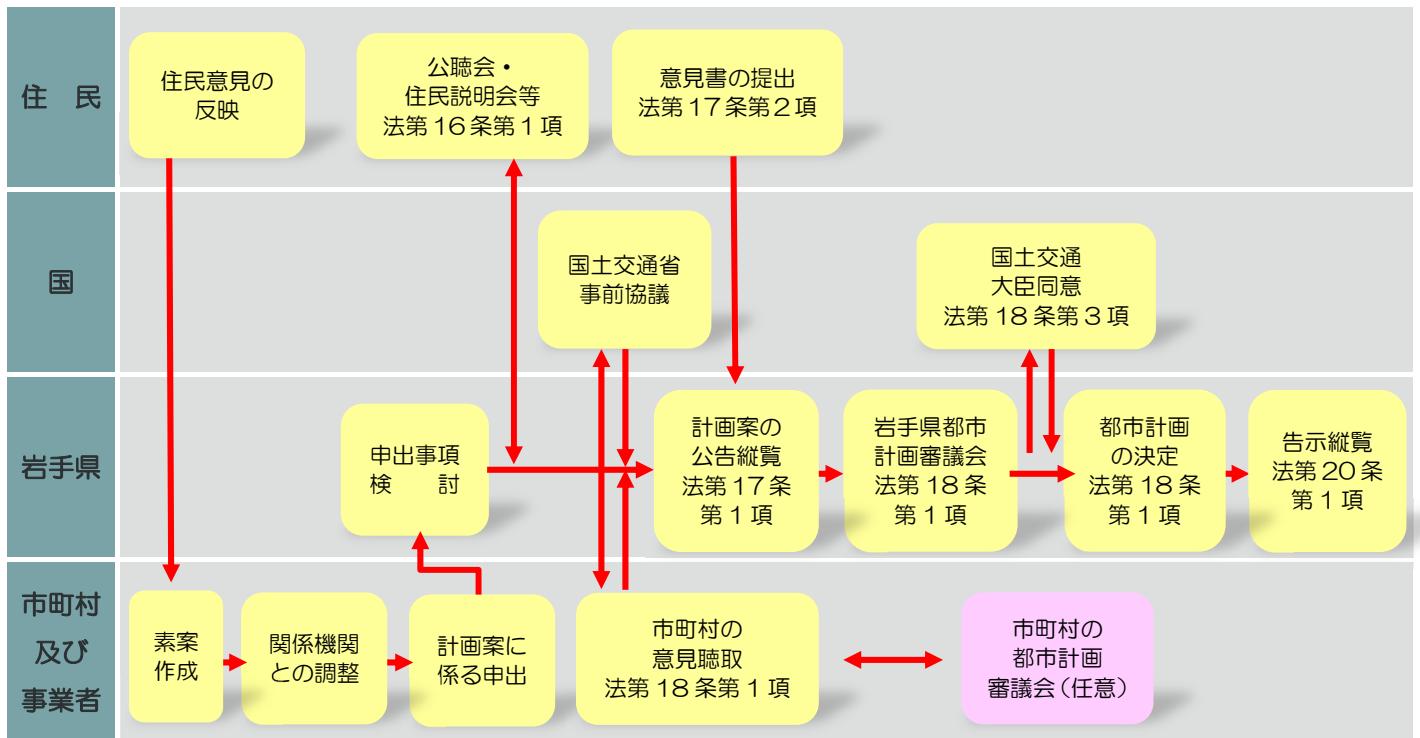 住　民
住民意見の
反映
公聴会・
住民説明会等
法第16条第1項
意見書の提出
法第17条第2項
国
国土交通省
事前協議
国土交通
大臣同意
法第18条第3項
岩手県
申出事項
検　　討
計画案の
公告縦覧
法第17条
第1項
岩手県都市
計画審議会
法第18条
第1項
都市計画
の決定
法第18条
第1項
告示縦覧
法第20条
第1項
市町村
及び
事業者
素案
作成
関係機関
との調整
計画案に
係る申出
市町村の
意見聴取
法第18条第1項
市町村の
都市計画
審議会（任意）